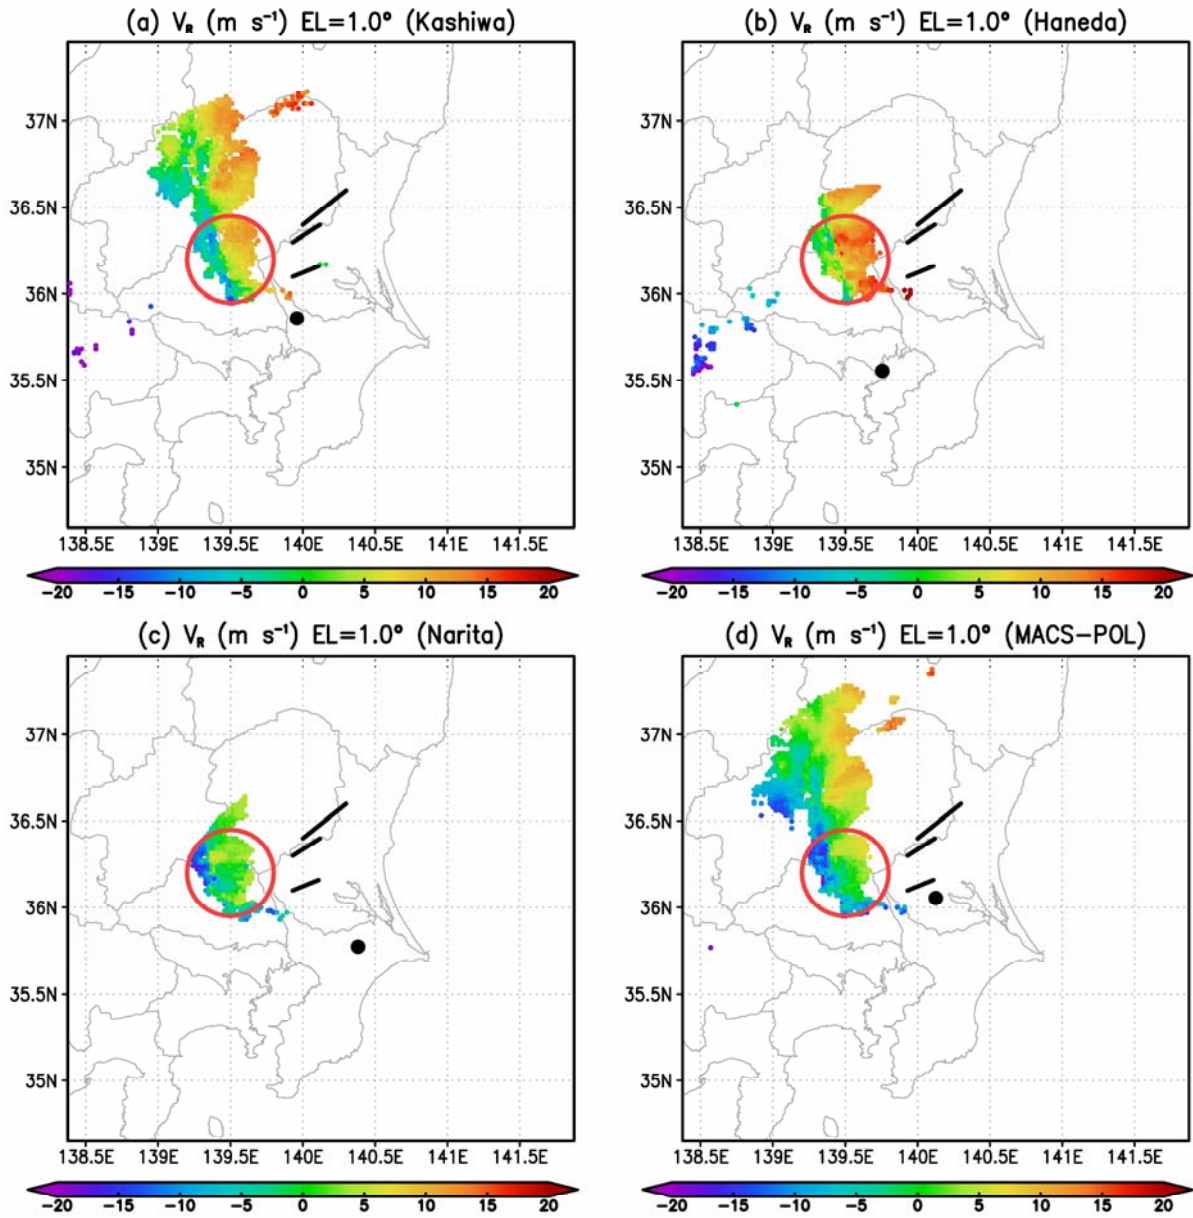 (a) Vʀ (m s⁻¹) EL=1.0° (Kashiwa)
37N
36.5N
36N
35.5N
35N
138.5E 139E 139.5E 140E 140.5E 141E 141.5E
−20 −15 −10 −5 0 5 10 15 20
(b) Vʀ (m s⁻¹) EL=1.0° (Haneda)
37N
36.5N
36N
35.5N
35N
138.5E 139E 139.5E 140E 140.5E 141E 141.5E
−20 −15 −10 −5 0 5 10 15 20
(c) Vʀ (m s⁻¹) EL=1.0° (Narita)
37N
36.5N
36N
35.5N
35N
138.5E 139E 139.5E 140E 140.5E 141E 141.5E
−20 −15 −10 −5 0 5 10 15 20
(d) Vʀ (m s⁻¹) EL=1.0° (MACS−POL)
37N
36.5N
36N
35.5N
35N
138.5E 139E 139.5E 140E 140.5E 141E 141.5E
−20 −15 −10 −5 0 5 10 15 20